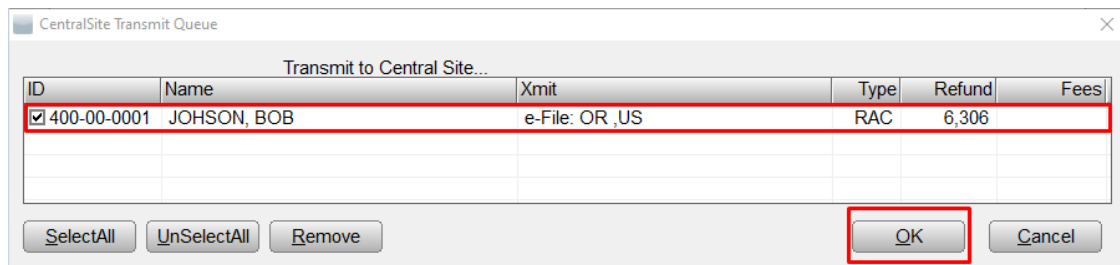 CentralSite Transmit Queue
Transmit to Central Site...
ID Name Xmit Type Refund Fees
400-00-0001 JOHSON, BOB e-File: OR ,US RAC 6,306
SelectAll UnSelectAll Remove OK Cancel